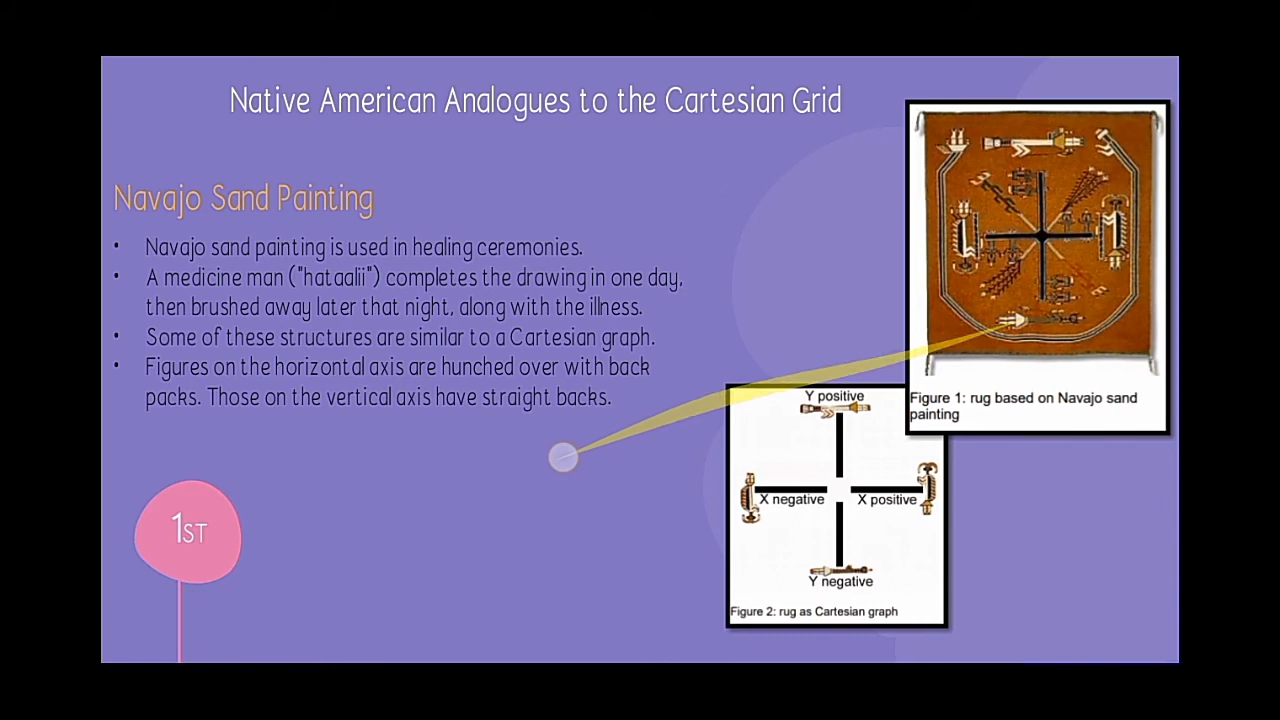 Native American Analogues to the Cartesian Grid
Navajo Sand Painting
• Navajo sand painting is used in healing ceremonies.
• A medicine man ("hataalii") completes the drawing in one day,
then brushed away later that night, along with the illness.
• Some of these structures are similar to a Cartesian graph.
• Figures on the horizontal axis are hunched over with back
packs. Those on the vertical axis have straight backs.
1ST
Figure 1: rug based on Navajo sand
painting
Y positive
X negative
X positive
Y negative
Figure 2: rug as Cartesian graph